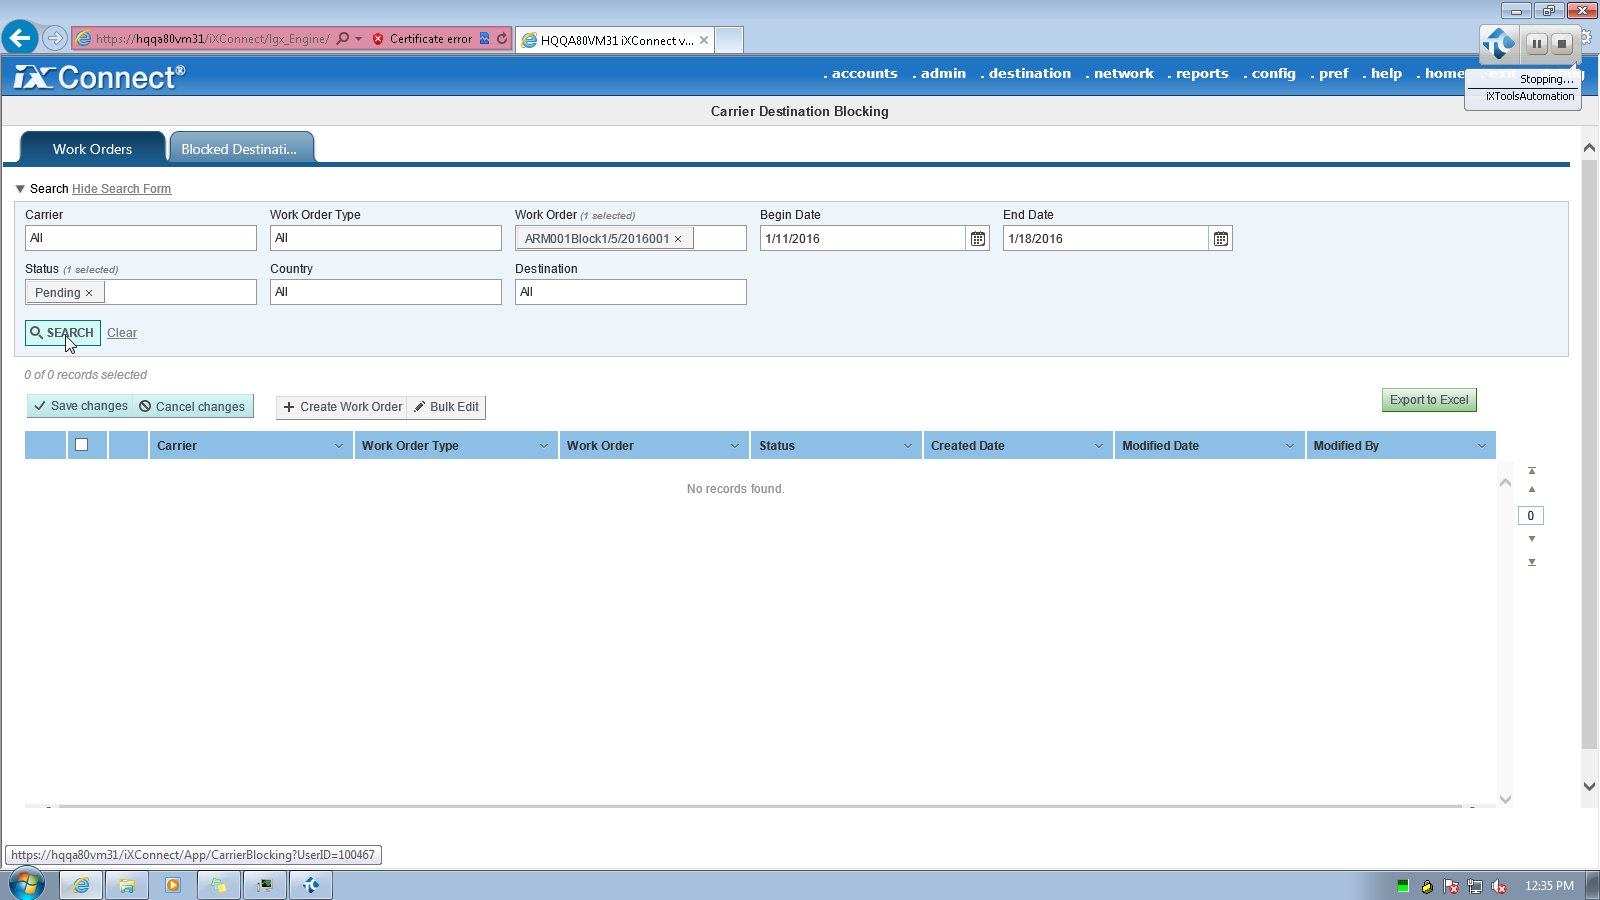 https://hqqa80vm31/iXConnect/Igx_Engine/
Certificate error
HQQA80VM31 iXConnect v...
Stopping...
iXToolsAutomation
iX Connect®
. accounts . admin . destination . network . reports . config . pref . help . home
Carrier Destination Blocking
Work Orders
Blocked Destinati...
Search Hide Search Form
Carrier
Work Order Type
Work Order (1 selected)
Begin Date
End Date
All
All
ARM001Block1/5/2016001 ×
1/11/2016
1/18/2016
Status (1 selected)
Country
Destination
Pending ×
All
All
SEARCH
Clear
0 of 0 records selected
Save changes
Cancel changes
Create Work Order
Bulk Edit
Export to Excel
Carrier
Work Order Type
Work Order
Status
Created Date
Modified Date
Modified By
No records found.
0
https://hqqa80vm31/iXConnect/App/CarrierBlocking?UserID=100467
12:35 PM